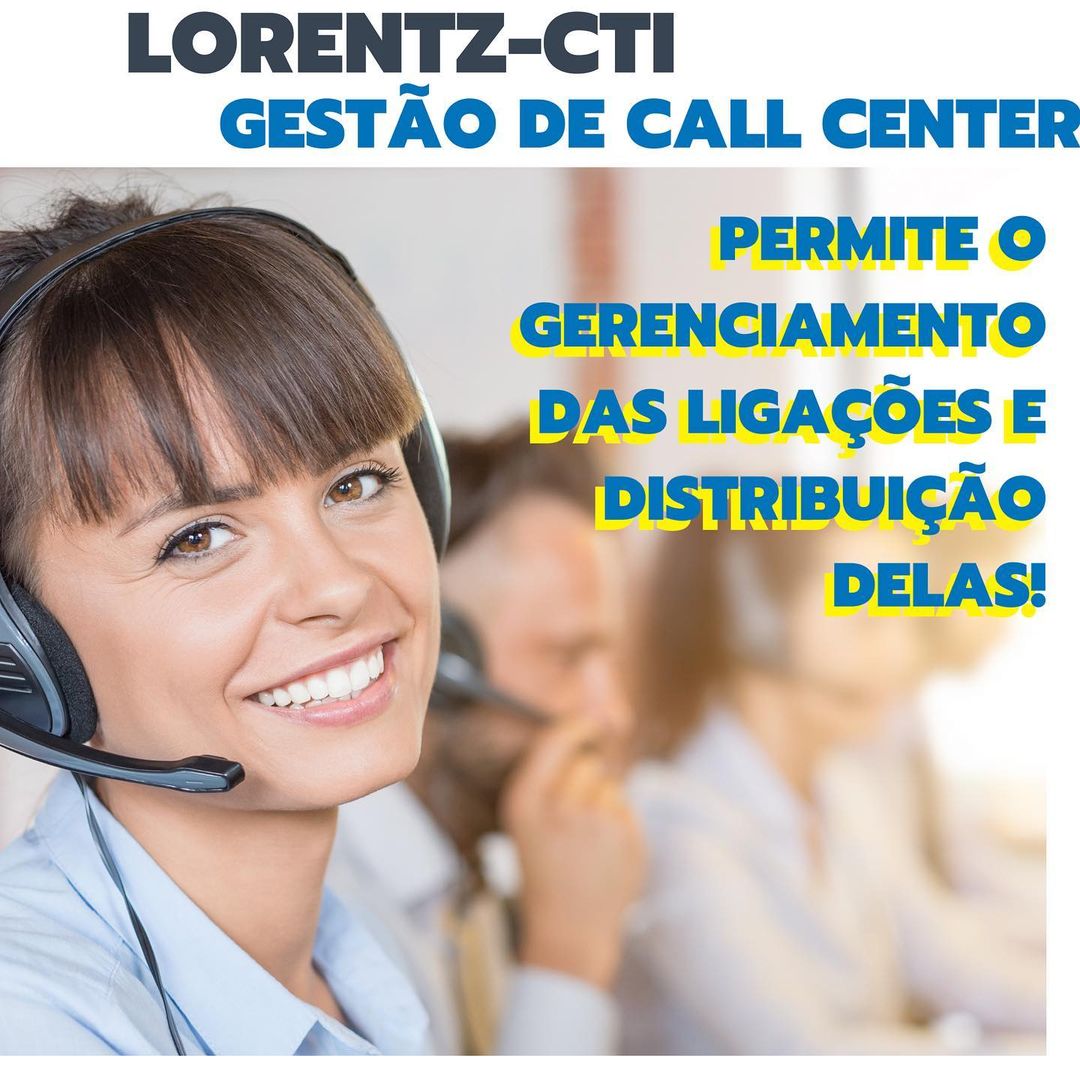 LORENTZ-CTI
GESTÃO DE CALL CENTER
PERMITE O
GERENCIAMENTO
DAS LIGAÇÕES E
DISTRIBUIÇÃO
DELAS!